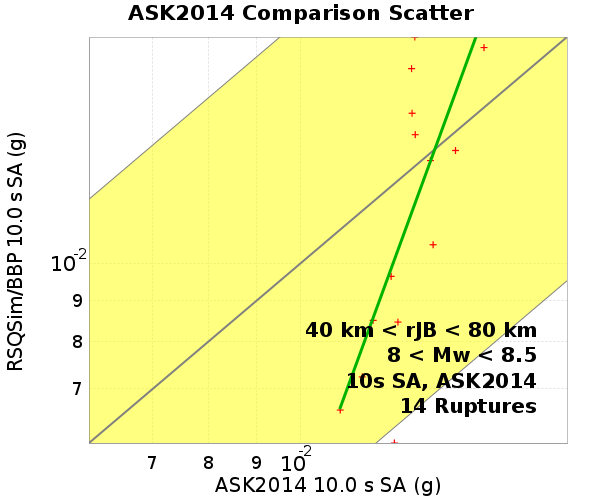 ASK2014 Comparison Scatter
RSQSim/BBP 10.0 s SA (g)
10-2
9
8
7
40 km < rJB < 80 km
8 < Mw < 8.5
10s SA, ASK2014
14 Ruptures
7 8 9 10-2
ASK2014 10.0 s SA (g)